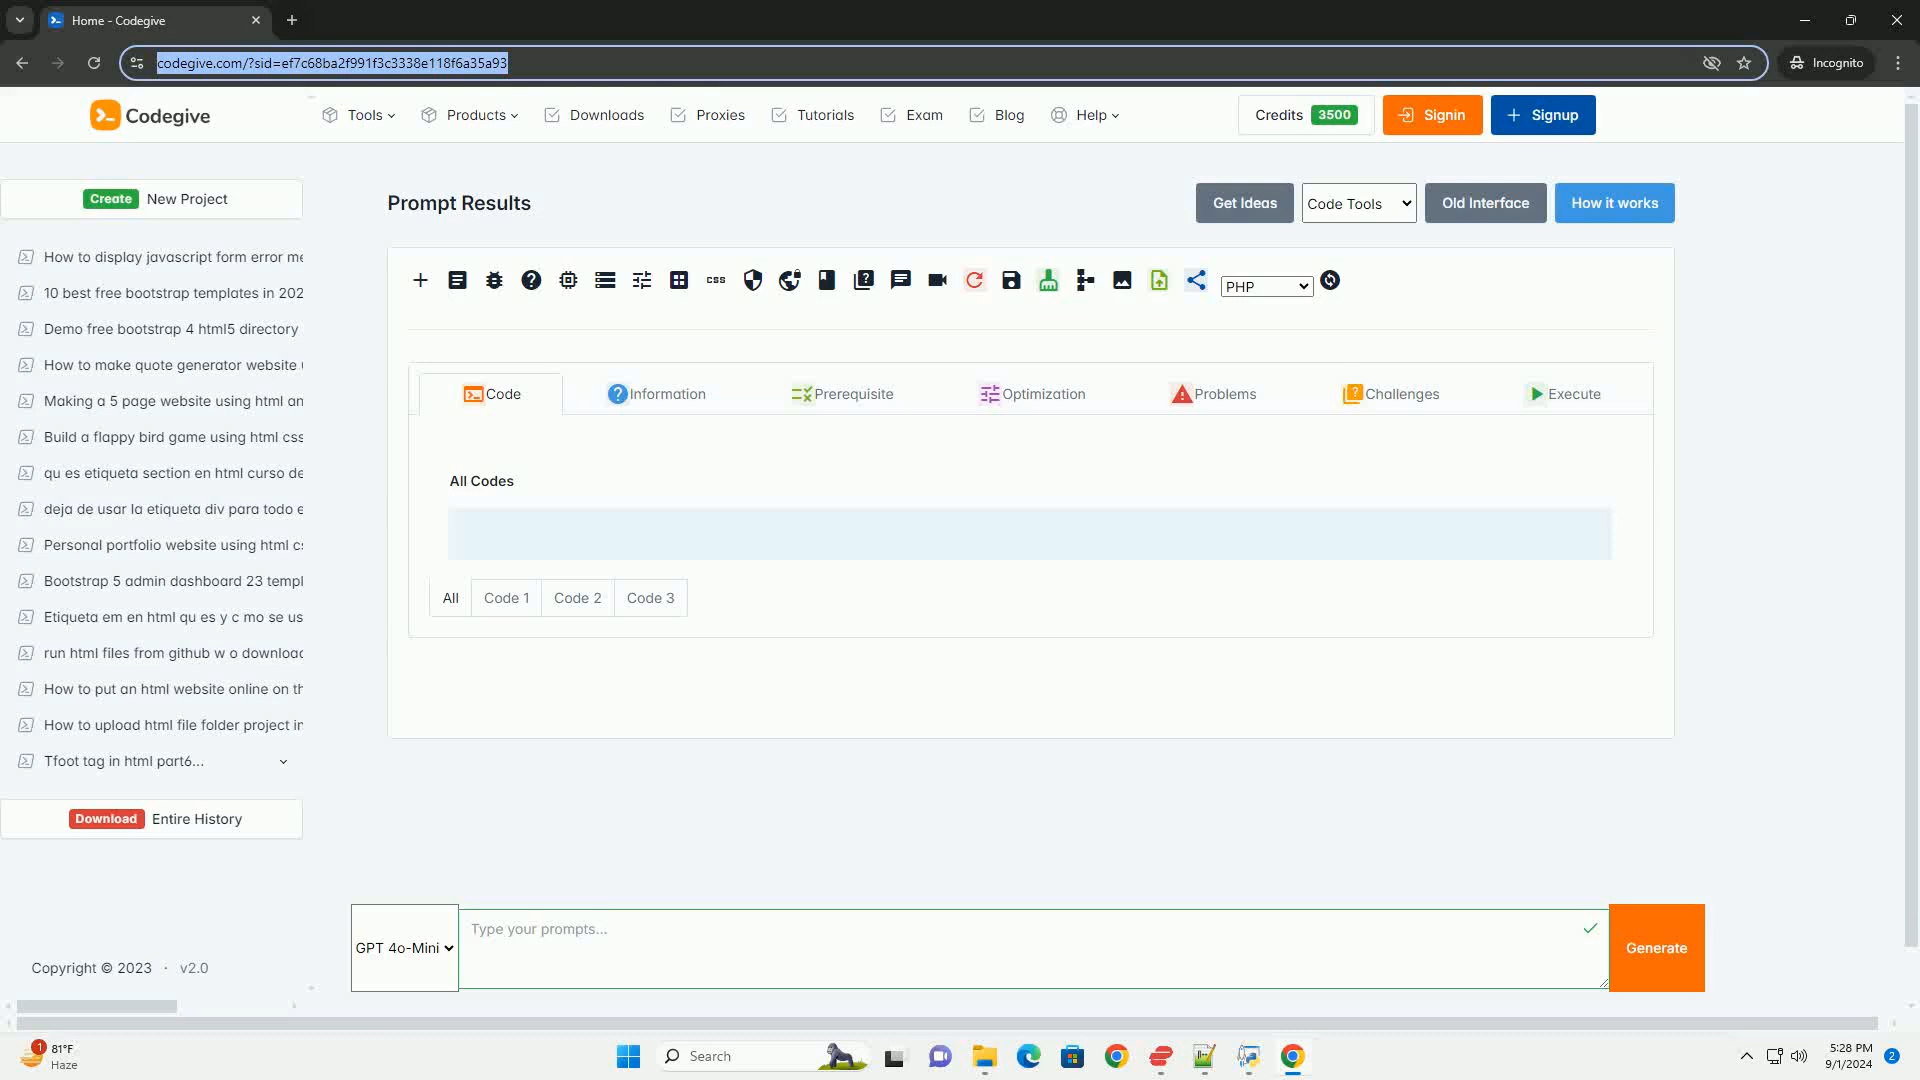 Home - Codegive
codegive.com/?sid=ef7c68ba2f991f3c3338e118f6a35a93
Incognito
Codegive
Tools
Products
Downloads
Proxies
Tutorials
Exam
Blog
Help
Credits 3500
Signin
Signup
Create New Project
How to display javascript form error me
10 best free bootstrap templates in 202
Demo free bootstrap 4 html5 directory
How to make quote generator website
Making a 5 page website using html an
Build a flappy bird game using html css
qu es etiqueta section en html curso de
deja de usar la etiqueta div para todo e
Personal portfolio website using html cs
Bootstrap 5 admin dashboard 23 templ
Etiqueta em en html qu es y c mo se us
run html files from github w o download
How to put an html website online on th
How to upload html file folder project in
Tfoot tag in html part6...
Download Entire History
Copyright © 2023 · v2.0
Prompt Results
Get Ideas
Code Tools
Old Interface
How it works
css
PHP
Code
Information
Prerequisite
Optimization
Problems
Challenges
Execute
All Codes
All
Code 1
Code 2
Code 3
GPT 4o-Mini
Type your prompts...
Generate
1
81°F
Haze
Search
5:28 PM
9/1/2024
2